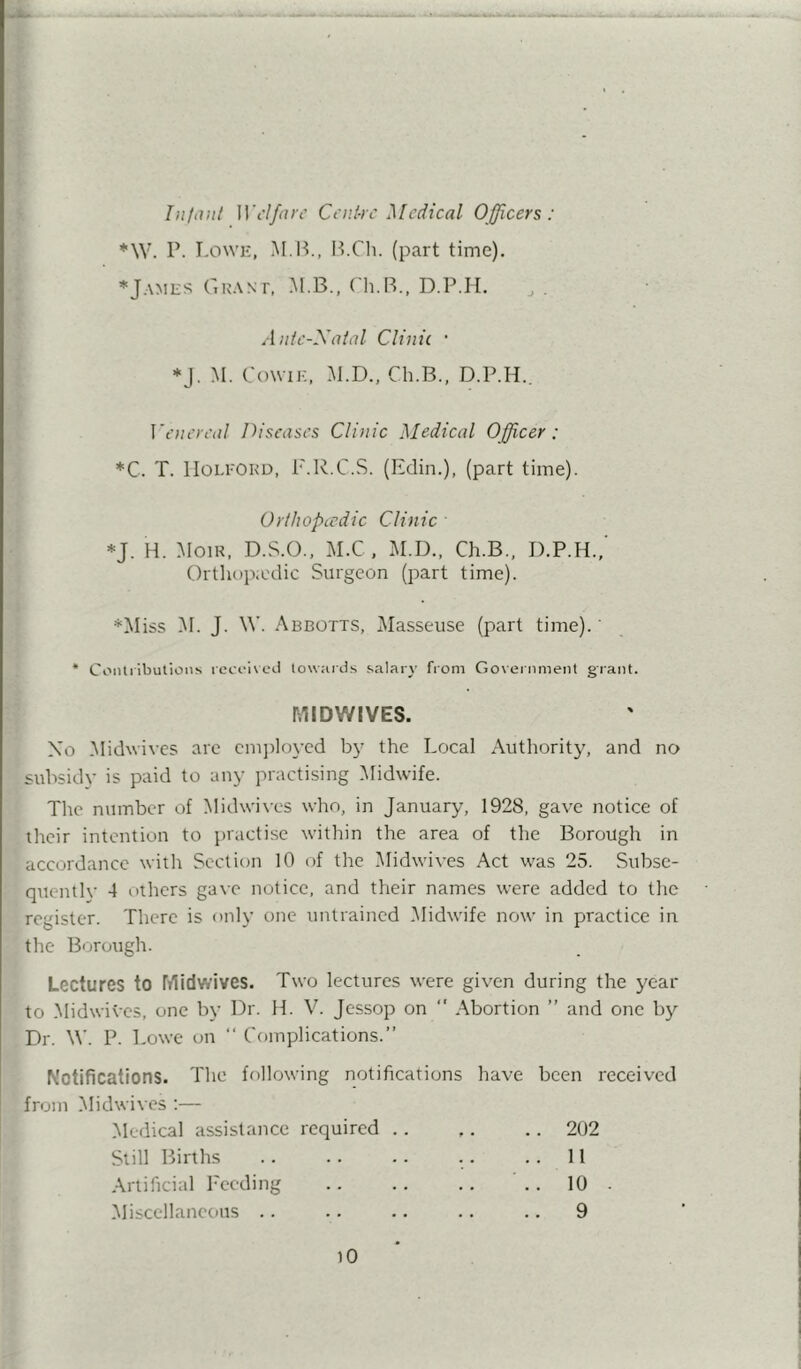 Infant Welfare Centre Medical Officers :
*W. P. Lowe, M.B., B.Ch. (part time).
*James Grant, M.B., Ch.B., D.P.H.
Ante-Natal Clinic
*J. M. Cowie, M.D., Ch.B., D.P.H.
Venereal Diseases Clinic Medical Officer :
*C. T. Holford, F.R.C.S. (Edin.), (part time).
Orthopædic Clinic
*J. H. Moir, D.S.O., M.C., M.D., Ch.B., D.P.H.,
Orthopædic Surgeon (part time).
*Miss M. J. W. Abbotts, Masseuse (part time).
* Contributions received towards salary from Government grant.
MIDWIVES.
No Midwives are employed by the Local Authority, and no
subsidy is paid to any practising Midwife.
The number of Midwives who, in January, 1928, gave notice of
their intention to practise within the area of the Borough in
accordance with Section 10 of the Midwives Act was 25. Subse-
quently 4 others gave notice, and their names were added to the
register. There is only one untrained Midwife now in practice in
the Borough.
Lectures to Midwives. Two lectures were given during the year
to Midwives, one by Dr. H. V. Jessop on " Abortion " and one by
Dr. W. P. Lowe on " Complications."
Notifications. The following notifications have been received
from Midwives :—
Medical assistance required .. .. .. 202
Still Births .. .. .. .. .. 11
Artificial Feeding .. .. .. .. 10
Miscellaneous .. .. .. .. .. 9
10